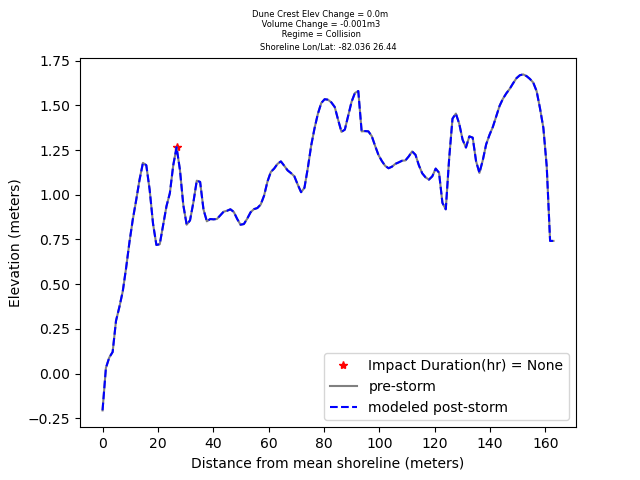 Dune Crest Elev Change = 0.0m
Volume Change = -0.001m3
Regime = Collision
Shoreline Lon/Lat: -82.036 26.44
1.75
1.50
1.25
1.00
0.75
0.50
0.25
0.00
−0.25
Elevation (meters)
Impact Duration(hr) = None
pre-storm
modeled post-storm
0 20 40 60 80 100 120 140 160
Distance from mean shoreline (meters)